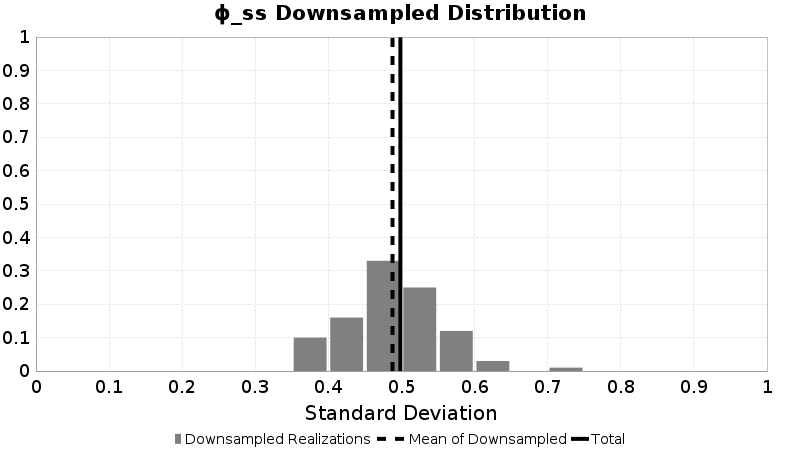 ϕ_ss Downsampled Distribution
1
0.9
0.8
0.7
0.6
0.5
0.4
0.3
0.2
0.1
0
0 0.1 0.2 0.3 0.4 0.5 0.6 0.7 0.8 0.9 1
Standard Deviation
Downsampled Realizations Mean of Downsampled Total